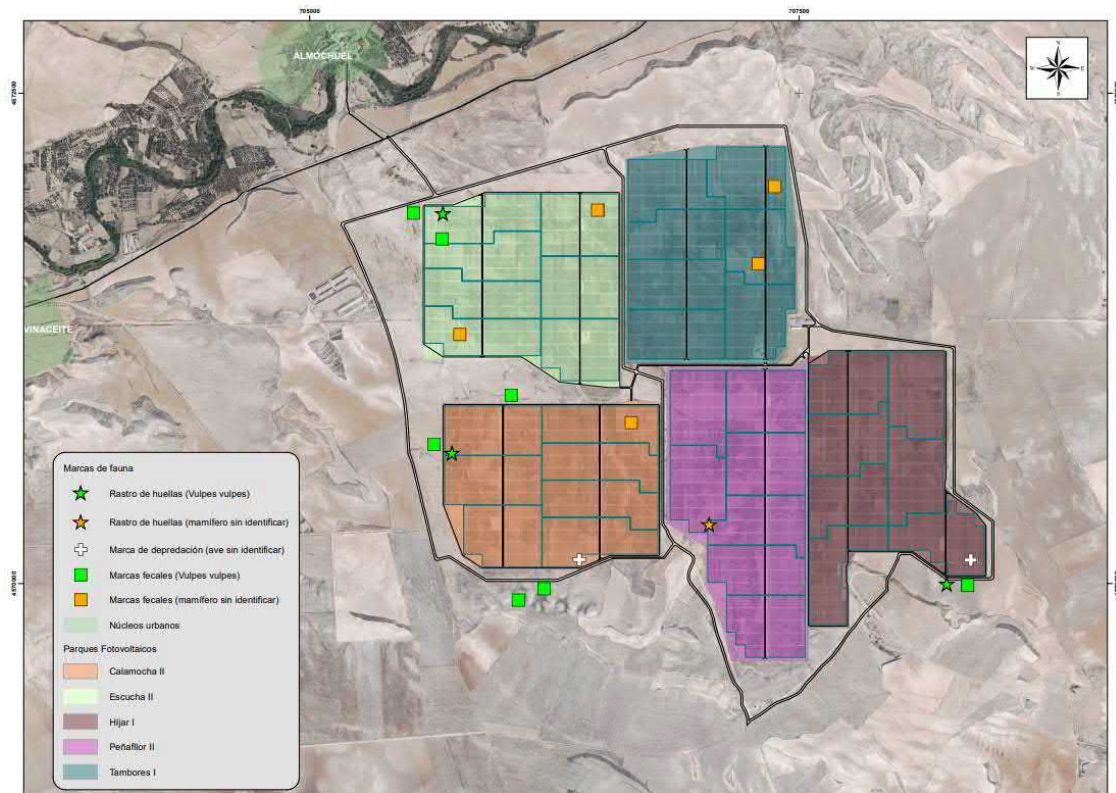 705000
707500
N
W
E
S
ALMOCHUEL
VINACEITE
Marcas de fauna
Rastro de huellas (Vulpes vulpes)
Rastro de huellas (mamífero sin identificar)
Marca de depredación (ave sin identificar)
Marcas fecales (Vulpes vulpes)
Marcas fecales (mamífero sin identificar)
Núcleos urbanos
Parques Fotovoltaicos
Calamocha II
Escucha II
Híjar I
Peñaflor II
Tambores I